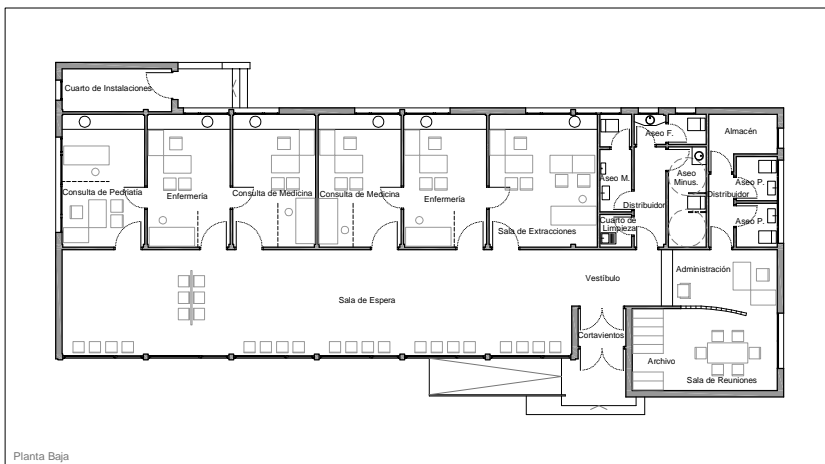 Cuarto de Instalaciones
Aseo F.
Almacén
Consulta de Pediatía
Enfermería
Consulta de Medicina
Consulta de Medicina
Enfermería
Aseo M.
Aseo
Minus.
Aseo P.
Distribuidor
Distribuidor
Cuarto de
Limpieza
Aseo P.
Sala de Extracciones
Administración
Vestíbulo
Sala de Espera
Cortavientos
Archivo
Sala de Reuniones
Planta Baja